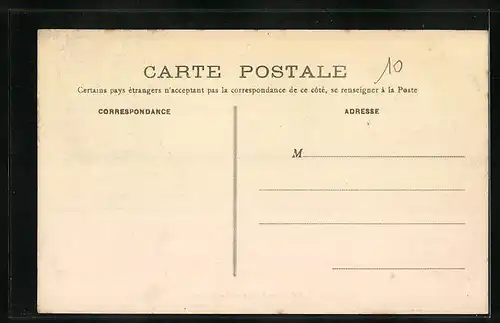 CARTE POSTALE 10
Certains pays étrangers n'acceptant pas la correspondance de ce côté, se renseigner à la Poste
CORRESPONDANCE ADRESSE
M